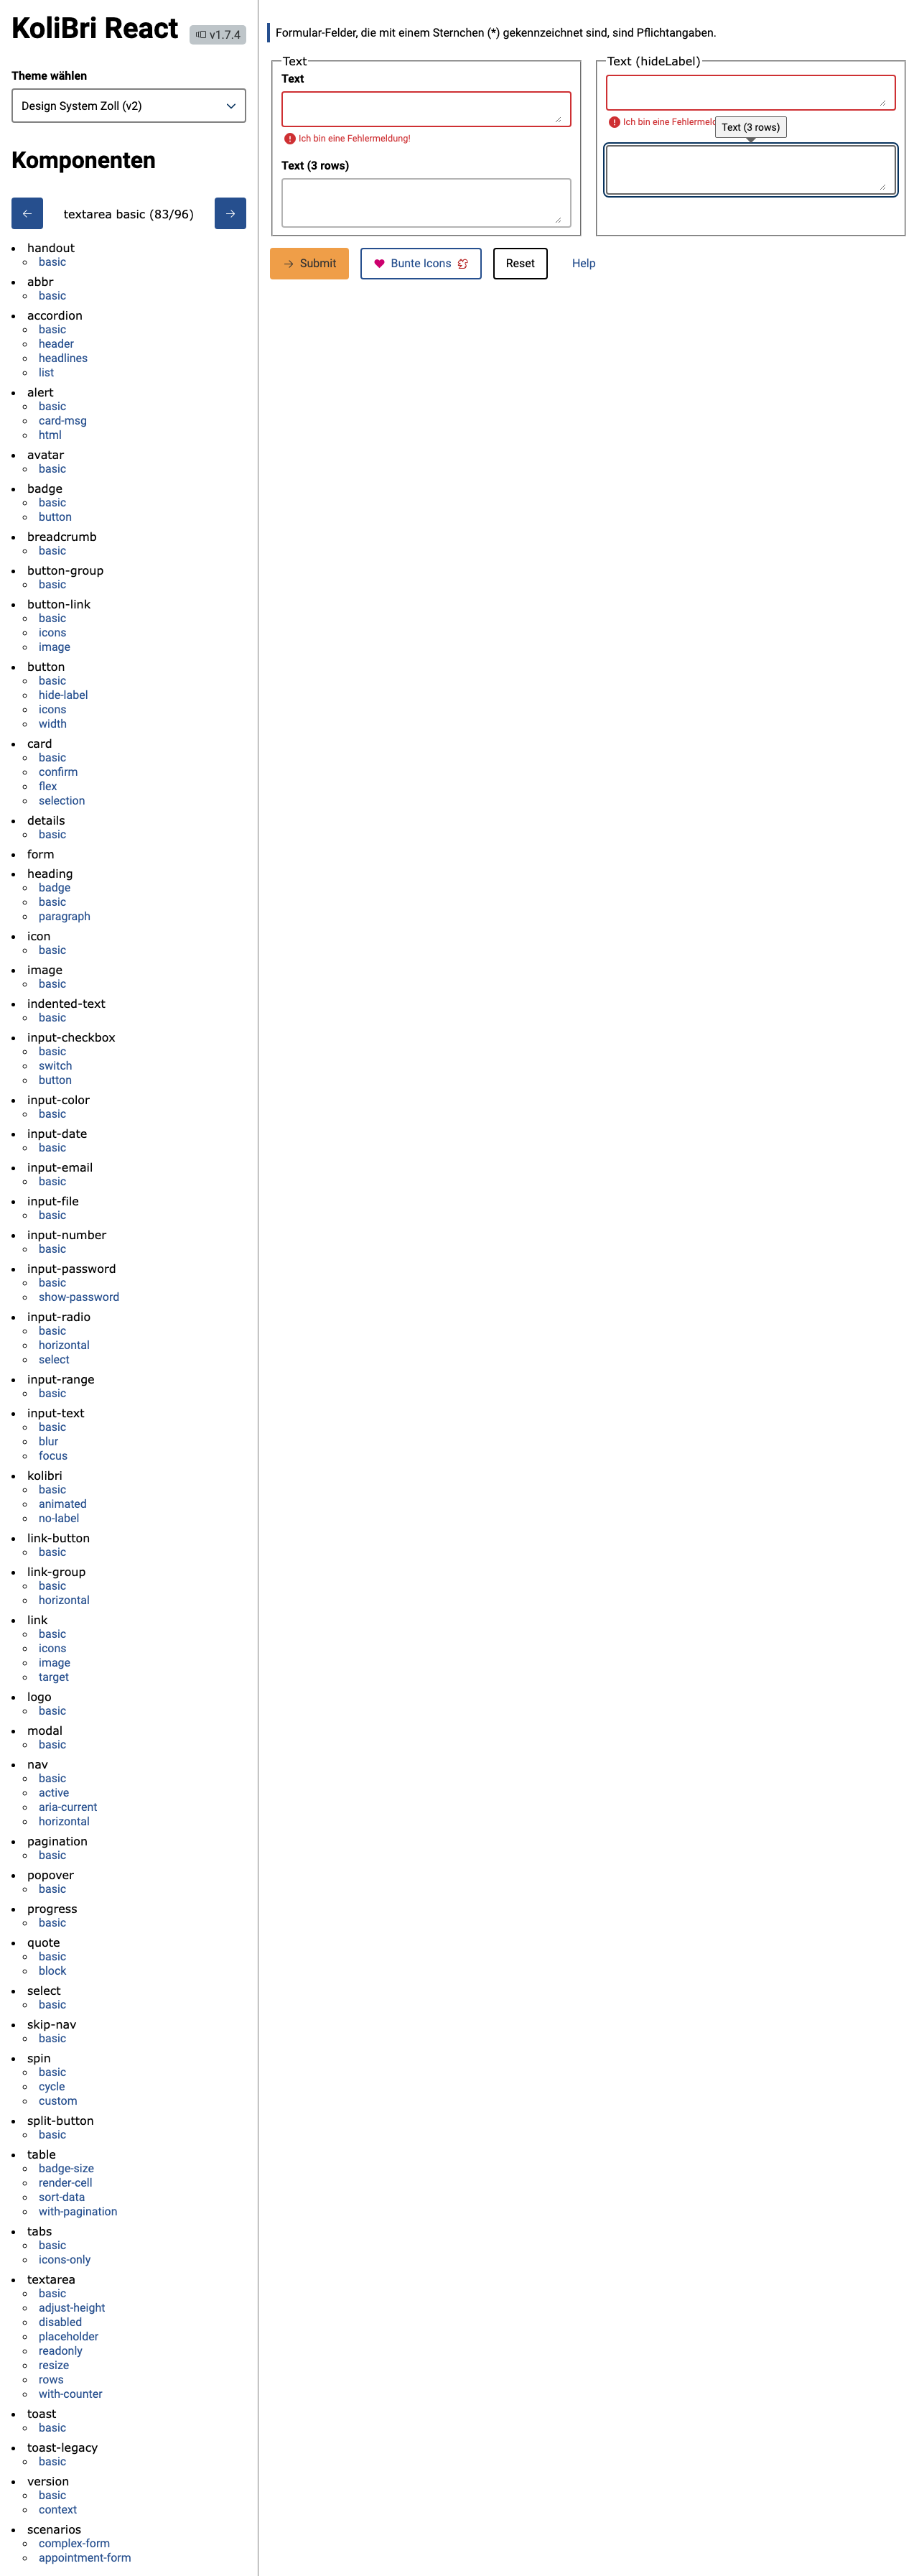 KoliBri React
v1.7.4
Theme wählen
Design System Zoll (v2)
Komponenten
textarea basic (83/96)
handout
basic
abbr
basic
accordion
basic
header
headlines
list
alert
basic
card-msg
html
avatar
basic
badge
basic
button
breadcrumb
basic
button-group
basic
button-link
basic
icons
image
button
basic
hide-label
icons
width
card
basic
confirm
flex
selection
details
basic
form
heading
badge
basic
paragraph
icon
basic
image
basic
indented-text
basic
input-checkbox
basic
switch
button
input-color
basic
input-date
basic
input-email
basic
input-file
basic
input-number
basic
input-password
basic
show-password
input-radio
basic
horizontal
select
input-range
basic
input-text
basic
blur
focus
kolibri
basic
animated
no-label
link-button
basic
link-group
basic
horizontal
link
basic
icons
image
target
logo
basic
modal
basic
nav
basic
active
aria-current
horizontal
pagination
basic
popover
basic
progress
basic
quote
basic
block
select
basic
skip-nav
basic
spin
basic
cycle
custom
split-button
basic
table
badge-size
render-cell
sort-data
with-pagination
tabs
basic
icons-only
textarea
basic
adjust-height
disabled
placeholder
readonly
resize
rows
with-counter
toast
basic
toast-legacy
basic
version
basic
context
scenarios
complex-form
appointment-form
Formular-Felder, die mit einem Sternchen (*) gekennzeichnet sind, sind Pflichtangaben.
Text
Text
Ich bin eine Fehlermeldung!
Text (3 rows)
Text (hideLabel)
Ich bin eine Fehlermeld
Text (3 rows)
Submit
Bunte Icons
Reset
Help